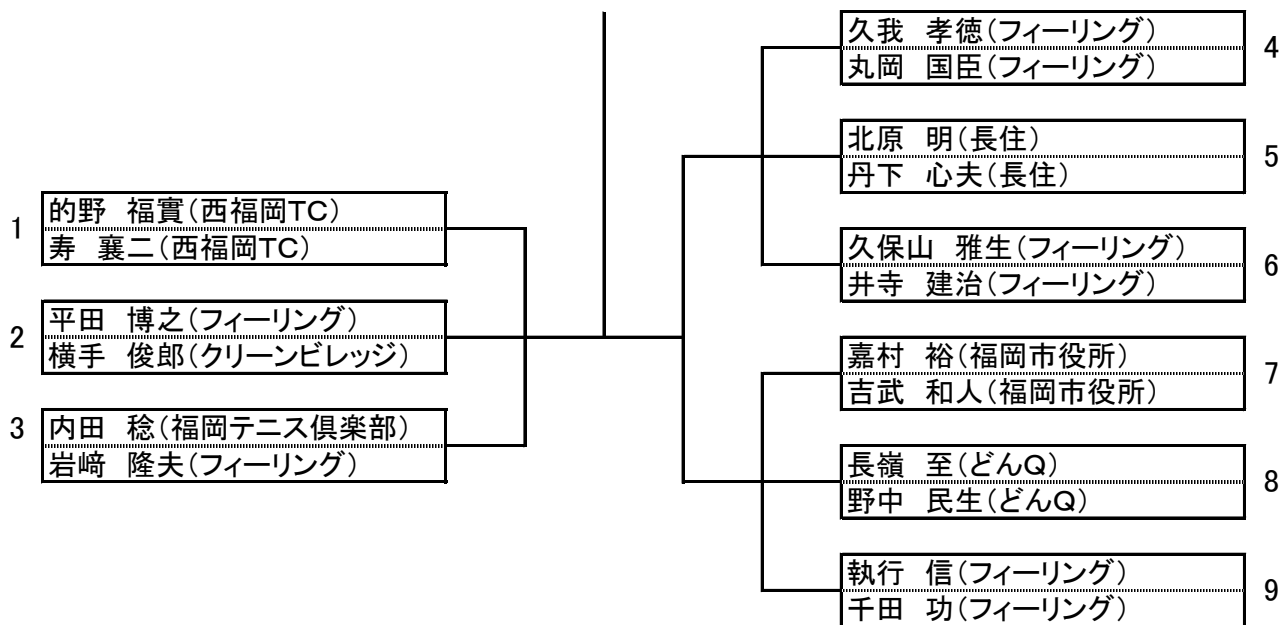 1
的野　福實(西福岡TC)
寿　襄二(西福岡TC)
2
平田　博之(フィーリング)
横手　俊郎(クリーンビレッジ)
3
内田　稔(福岡テニス倶楽部)
岩﨑　隆夫(フィーリング)
久我　孝徳(フィーリング)
丸岡　国臣(フィーリング)
4
北原　明(長住)
丹下　心夫(長住)
5
久保山　雅生(フィーリング)
井寺　建治(フィーリング)
6
嘉村　裕(福岡市役所)
吉武　和人(福岡市役所)
7
長嶺　至(どんQ)
野中　民生(どんQ)
8
執行　信(フィーリング)
千田　功(フィーリング)
9